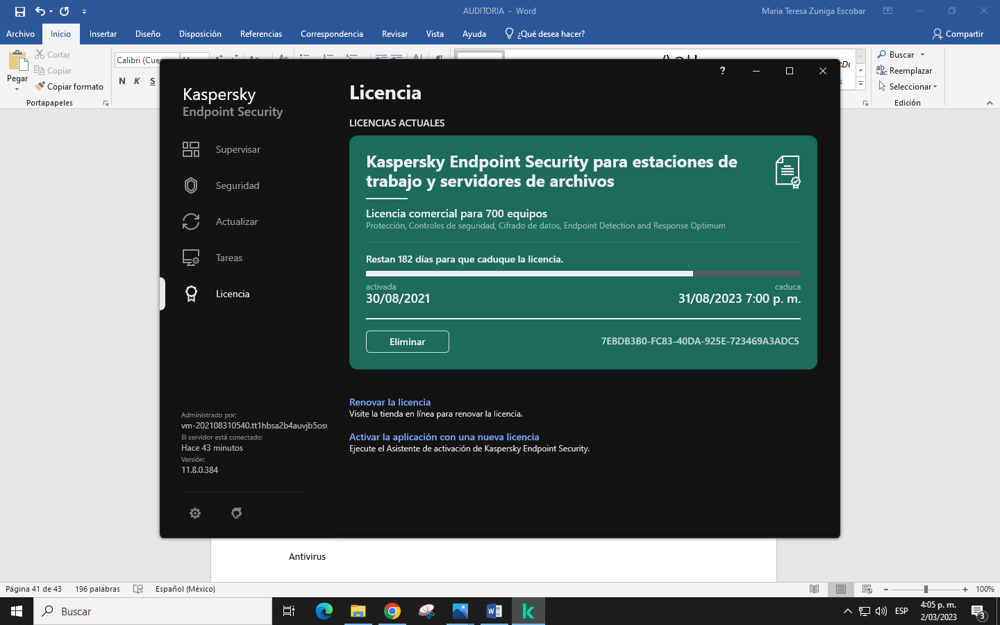 AUDITORIA - Word
Maria Teresa Zuniga Escobar
Archivo Inicio Insertar Diseño Disposición Referencias Correspondencia Revisar Vista Ayuda ¿Qué desea hacer? Compartir
Pegar
Cortar
Copiar
Copiar formato
Portapapeles
Calibri (Cue
11
N K S
Buscar
Reemplazar
Seleccionar
Edición
?
Kaspersky
Endpoint Security
Supervisar
Seguridad
Actualizar
Tareas
Licencia
Administrado por:
vm-202108310540.tt1hbsa2b4auvjb5os
El servidor está conectado:
Hace 43 minutos
Versión:
11.8.0.384
Licencia
LICENCIAS ACTUALES
Kaspersky Endpoint Security para estaciones de
trabajo y servidores de archivos
Licencia comercial para 700 equipos
Protección, Controles de seguridad, Cifrado de datos, Endpoint Detection and Response Optimum
Restan 182 días para que caduque la licencia.
activada caduca
30/08/2021 31/08/2023 7:00 p. m.
Eliminar 7EBDB3B0-FC83-40DA-925E-723469A3ADC5
Renovar la licencia
Visite la tienda en línea para renovar la licencia.
Activar la aplicación con una nueva licencia
Ejecute el Asistente de activación de Kaspersky Endpoint Security.
Antivirus
Página 41 de 43 196 palabras Español (México) 100%
Buscar
ESP
4:05 p. m.
2/03/2023
3